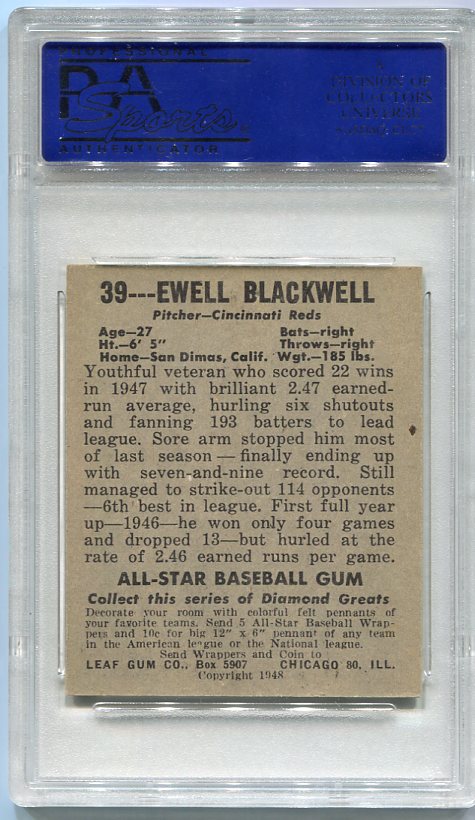 PROFESSIONAL
PSA
Sports
AUTHENTICATOR
A
DIVISION OF
COLLECTORS
UNIVERSE
39---EWELL BLACKWELL
Pitcher—Cincinnati Reds
Age—27 Bats—right
Ht.—6' 5" Throws—right
Home—San Dimas, Calif. Wgt.—185 lbs.
Youthful veteran who scored 22 wins
in 1947 with brilliant 2.47 earned-
run average, hurling six shutouts
and fanning 193 batters to lead
league. Sore arm stopped him most
of last season—finally ending up
with seven-and-nine record. Still
managed to strike-out 114 opponents
—6th best in league. First full year
up—1946—he won only four games
and dropped 13—but hurled at the
rate of 2.46 earned runs per game.
ALL-STAR BASEBALL GUM
Collect this series of Diamond Greats
Decorate your room with colorful felt pennants of
your favorite teams. Send 5 All-Star Baseball Wrap-
pers and 10c for big 12" x 6" pennant of any team
in the American league or the National league.
Send Wrappers and Coin to
LEAF GUM CO., Box 5907 CHICAGO 80, ILL.
Copyright 1948